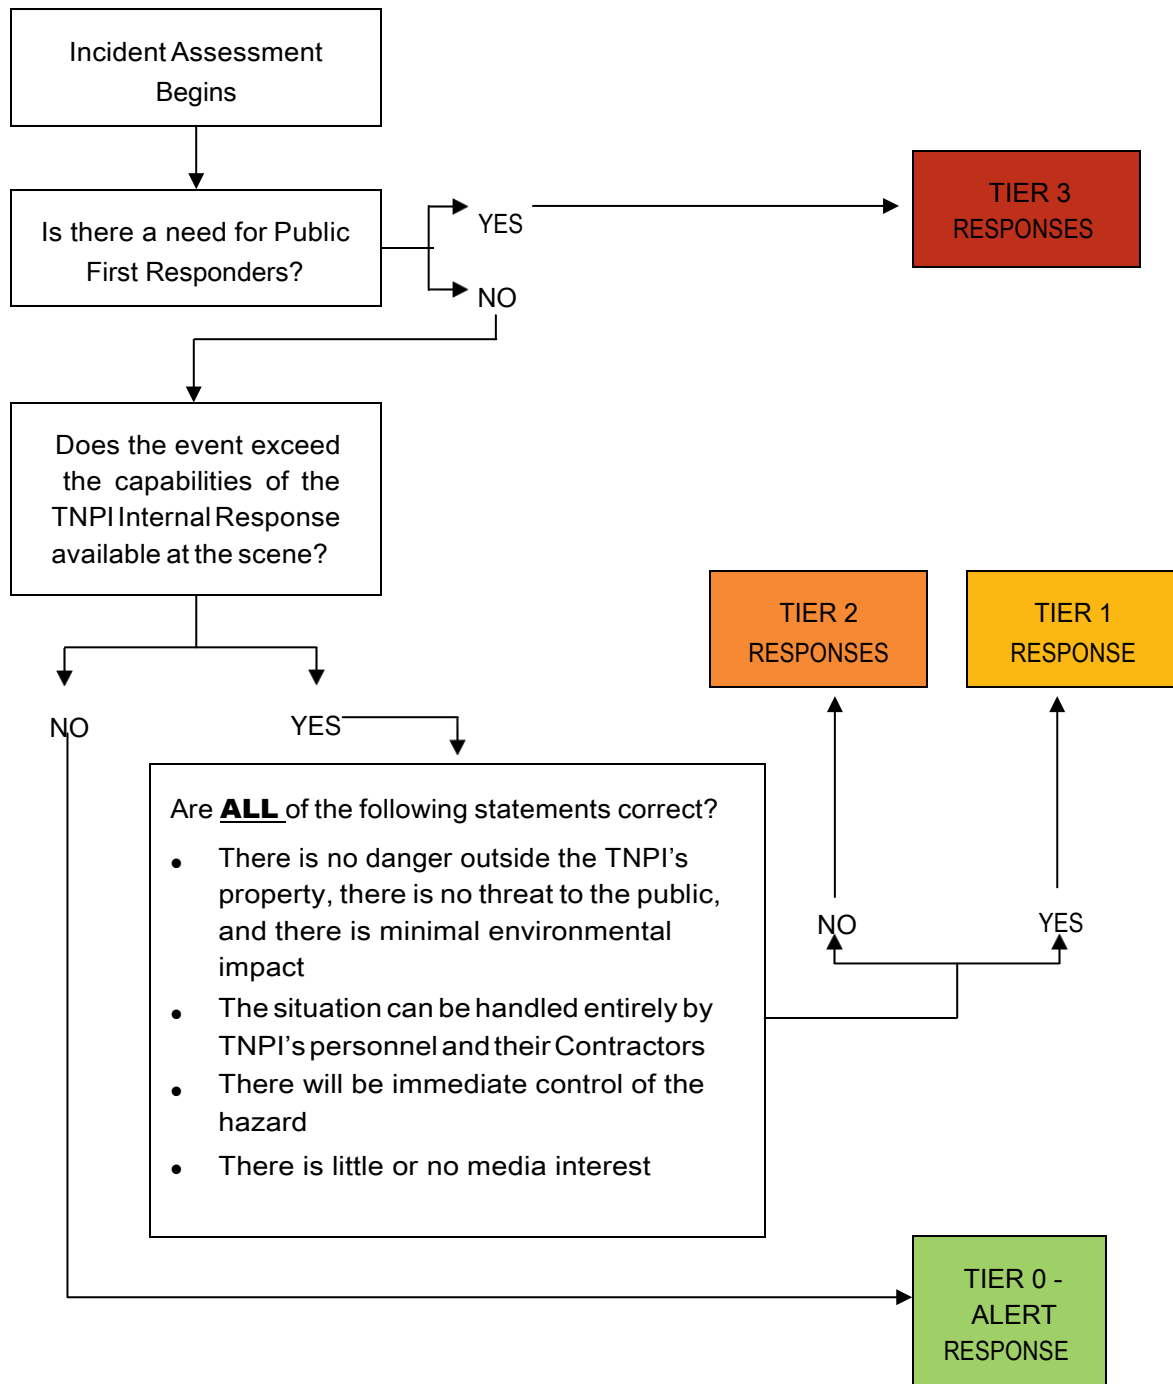 Incident Assessment
Begins
Is there a need for Public
First Responders?
YES
NO
TIER 3
RESPONSES
Does the event exceed
the capabilities of the
TNPI Internal Response
available at the scene?
NO
YES
TIER 2
RESPONSES
TIER 1
RESPONSE
Are ALL of the following statements correct?
• There is no danger outside the TNPI’s
property, there is no threat to the public,
and there is minimal environmental
impact
• The situation can be handled entirely by
TNPI’s personnel and their Contractors
• There will be immediate control of the
hazard
• There is little or no media interest
NO
YES
TIER 0 -
ALERT
RESPONSE